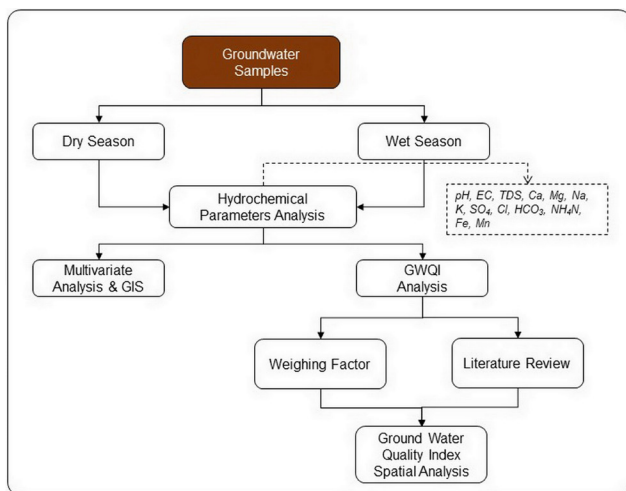 Groundwater
Samples
Dry Season
Wet Season
Hydrochemical
Parameters Analysis
pH, EC, TDS, Ca, Mg, Na,
K, SO₄, Cl, HCO₃, NH₄N,
Fe, Mn
Multivariate
Analysis & GIS
GWQI
Analysis
Weighing Factor
Literature Review
Ground Water
Quality Index
Spatial Analysis